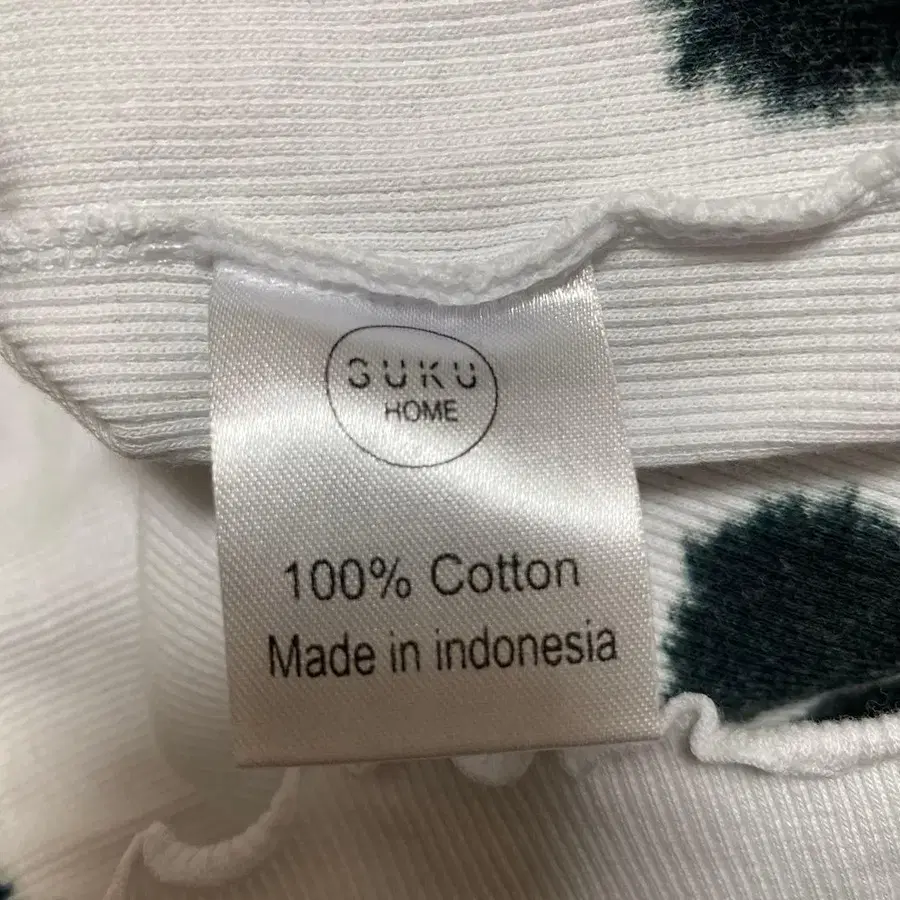 SUKU
HOME
100% Cotton
Made in indonesia